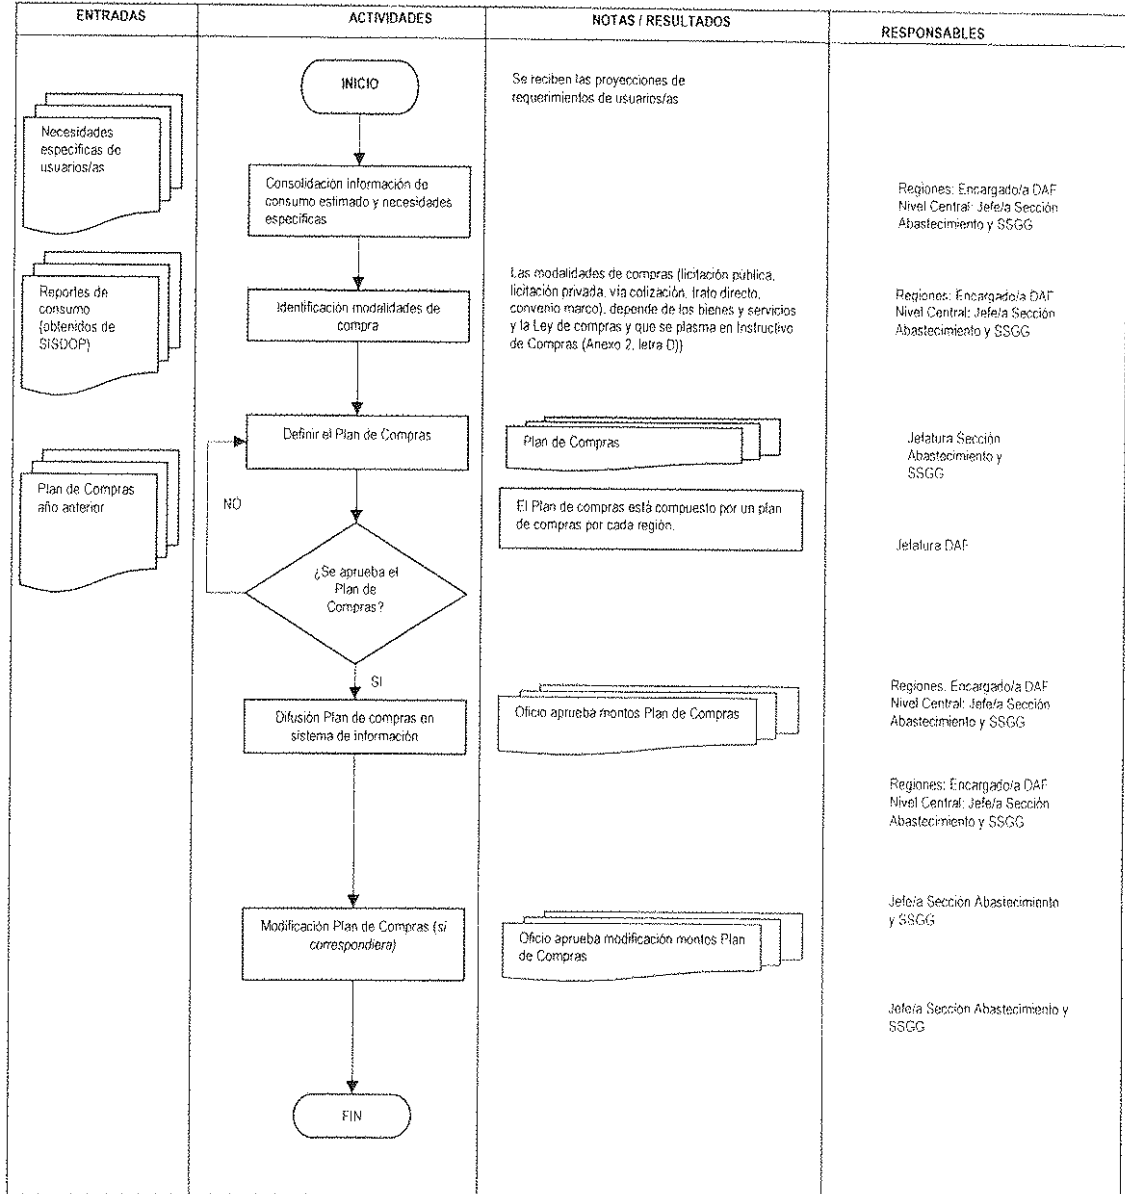 ENTRADAS
ACTIVIDADES
NOTAS / RESULTADOS
RESPONSABLES
INICIO
Se reciben las proyecciones de
requerimientos de usuarios/as
Necesidades
específicas de
usuarios/as
Consolidación información de
consumo estimado y necesidades
específicas
Regiones: Encargado/a DAF
Nivel Central: Jefe/a Sección
Abastecimiento y SSGG
Reportes de
consumo
(obtenidos de
SISDOP)
Identificación modalidades de
compra
Las modalidades de compras (licitación pública,
licitación privada, vía cotización, trato directo,
convenio marco), depende de los bienes y servicios
y la Ley de compras y que se plasma en Instructivo
de Compras (Anexo 2, letra D))
Regiones: Encargado/a DAF
Nivel Central: Jefe/a Sección
Abastecimiento y SSGG
Definir el Plan de Compras
Plan de Compras
Jefatura Sección
Abastecimiento y
SSGG
Plan de Compras
año anterior
NO
El Plan de compras está compuesto por un plan
de compras por cada región.
Jefatura DAF
¿Se aprueba el
Plan de
Compras?
SI
Difusión Plan de compras en
sistema de información
Oficio aprueba montos Plan de Compras
Regiones: Encargado/a DAF
Nivel Central: Jefe/a Sección
Abastecimiento y SSGG
Regiones: Encargado/a DAF
Nivel Central: Jefe/a Sección
Abastecimiento y SSGG
Modificación Plan de Compras (si
correspondiera)
Oficio aprueba modificación montos Plan
de Compras
Jefe/a Sección Abastecimiento
y SSGG
Jefe/a Sección Abastecimiento y
SSGG
FIN